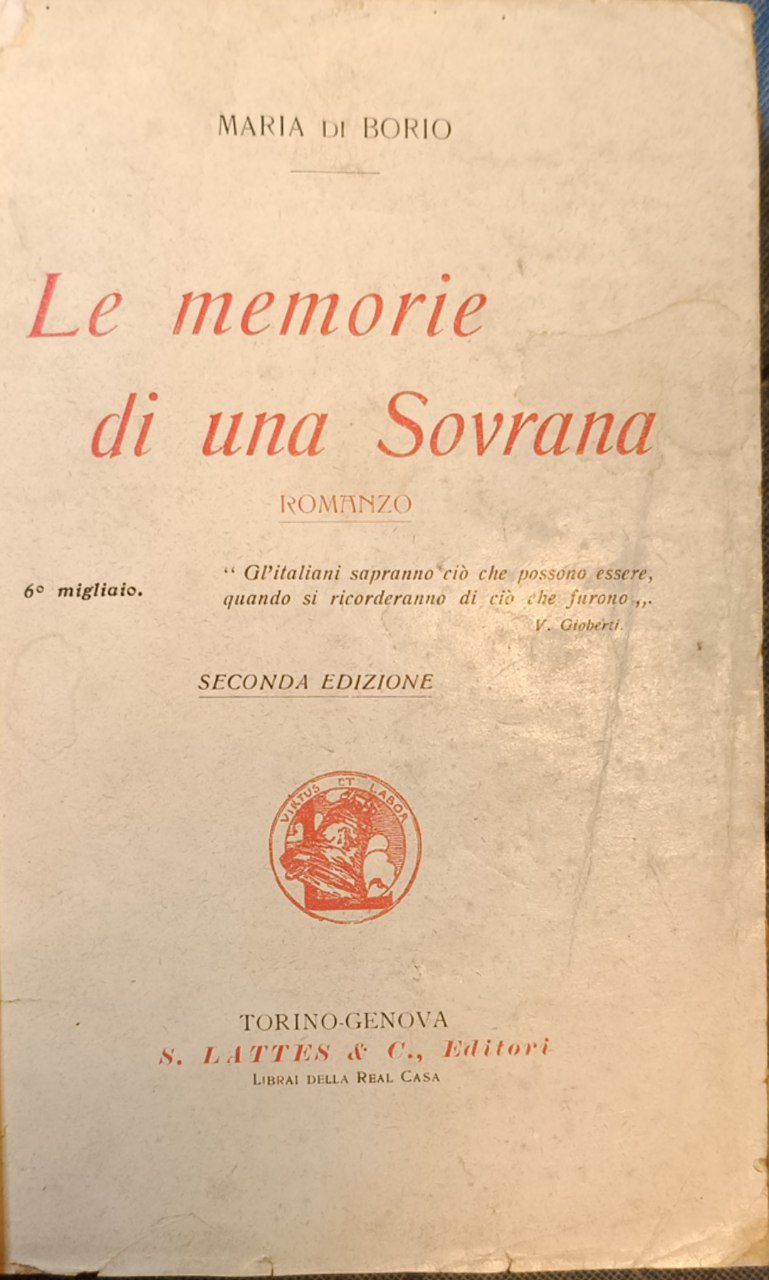 MARIA DI BORIO
Le memorie
di una Sovrana
ROMANZO
6º migliaio.
“ Gl'italiani sapranno ciò che possono essere,
quando si ricorderanno di ciò che furono „.
V. Gioberti.
SECONDA EDIZIONE
VIRTUS ET LABOR
TORINO-GENOVA
S. LATTES & C., Editori
LIBRAI DELLA REAL CASA